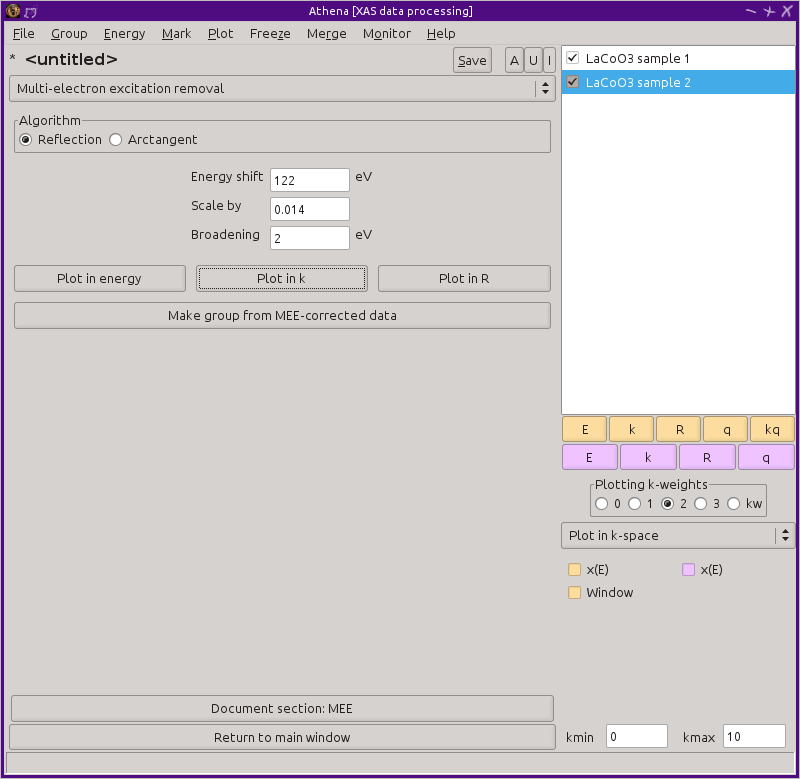 Athena [XAS data processing]
File Group Energy Mark Plot Freeze Merge Monitor Help
* <untitled> Save A U I
Multi-electron excitation removal
Algorithm
Reflection Arctangent
Energy shift 122 eV
Scale by 0.014
Broadening 2 eV
Plot in energy Plot in k Plot in R
Make group from MEE-corrected data
Document section: MEE
Return to main window
LaCoO3 sample 1
LaCoO3 sample 2
E k R q kq
E k R q
Plotting k-weights
0 1 2 3 kw
Plot in k-space
χ(E) χ(E)
Window
kmin 0 kmax 10